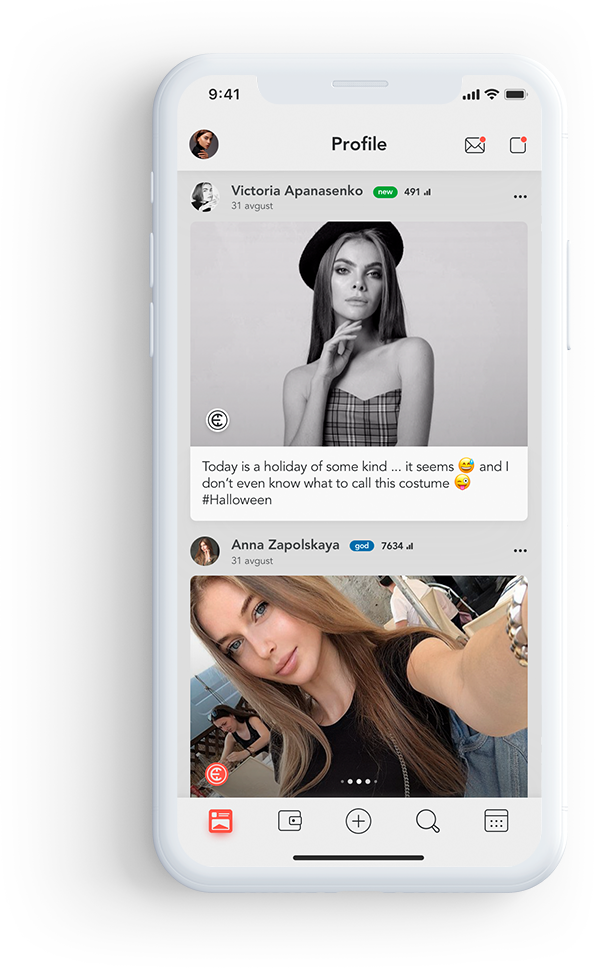 9:41
Profile
Victoria Apanasenko new 491
31 avgust
Today is a holiday of some kind ... it seems 😅 and I
don't even know what to call this costume 😜
#Halloween
Anna Zapolskaya god 7634
31 avgust